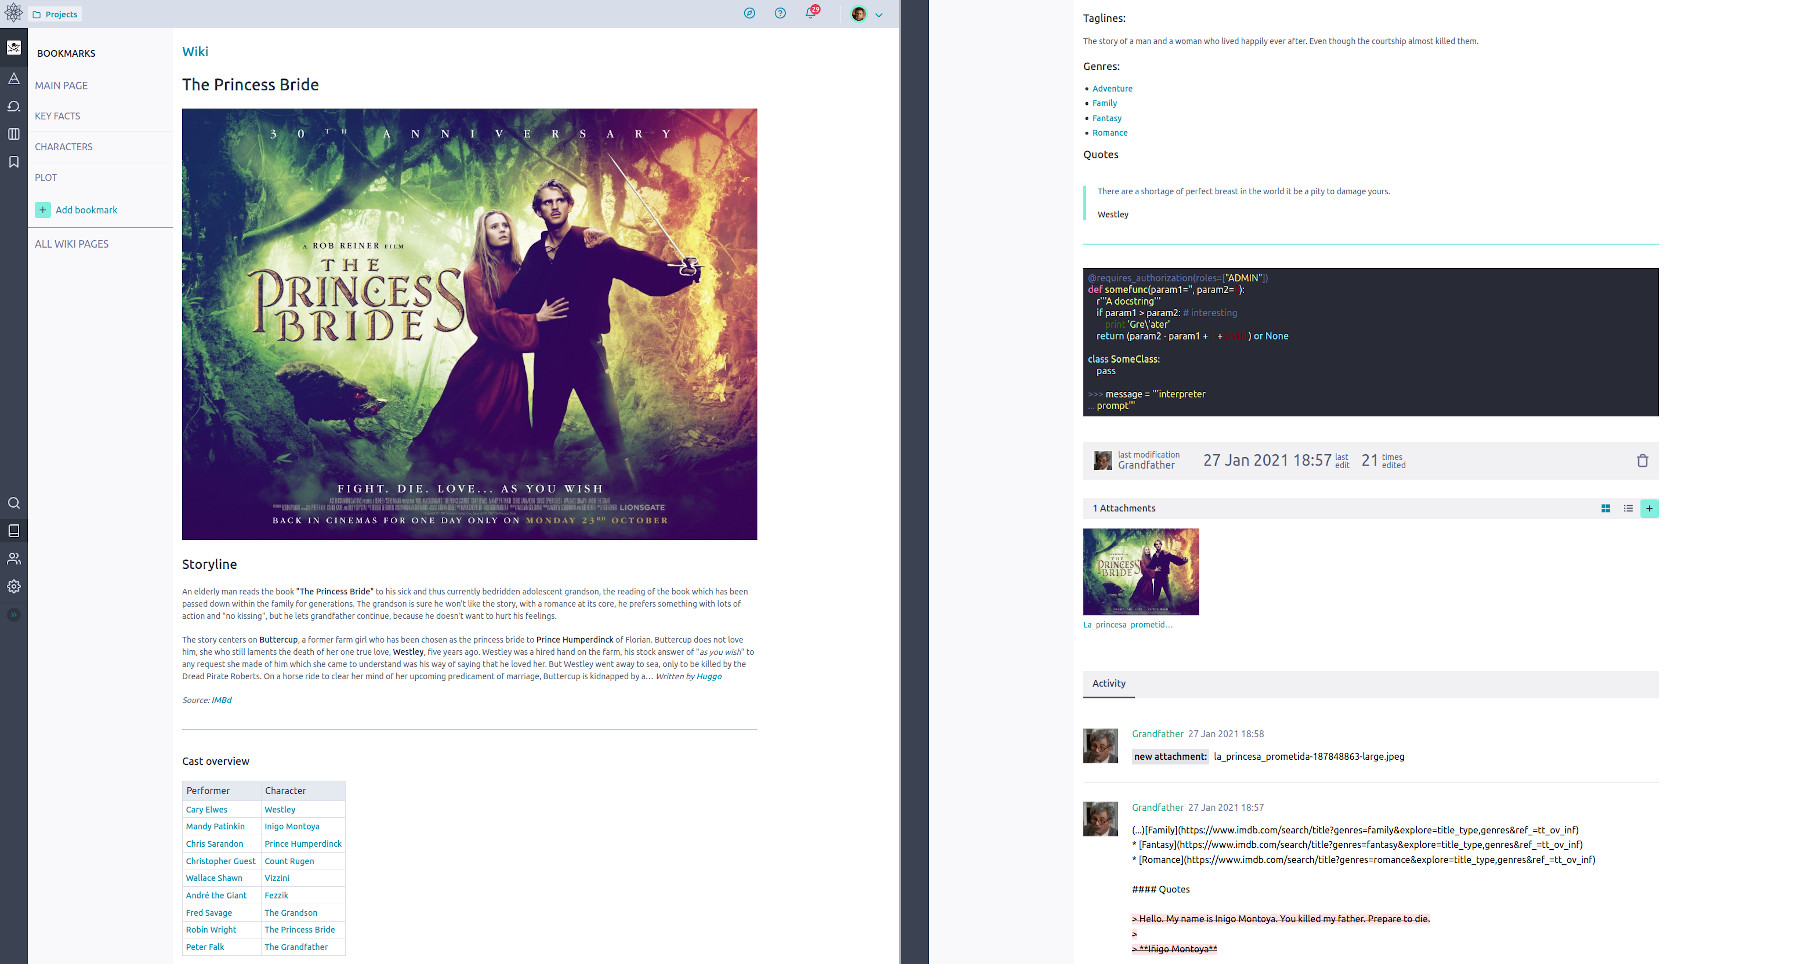 Projects
29
BOOKMARKS
MAIN PAGE
KEY FACTS
CHARACTERS
PLOT
+ Add bookmark
ALL WIKI PAGES
Wiki
The Princess Bride
30TH ANNIVERSARY
A ROB REINER FILM
THE
PRINCESS
BRIDE
FIGHT. DIE. LOVE... AS YOU WISH
LIONSGATE
BACK IN CINEMAS FOR ONE DAY ONLY ON MONDAY 23RD OCTOBER
Storyline
An elderly man reads the book "The Princess Bride" to his sick and thus currently bedridden adolescent grandson, the reading of the book which has been
passed down within the family for generations. The grandson is sure he won't like the story, with a romance at its core, he prefers something with lots of
action and "no kissing", but he lets grandfather continue, because he doesn't want to hurt his feelings.
The story centers on Buttercup, a former farm girl who has been chosen as the princess bride to Prince Humperdinck of Florian. Buttercup does not love
him, she who still laments the death of her one true love, Westley, five years ago. Westley was a hired hand on the farm, his stock answer of "as you wish" to
any request she made of him which she came to understand was his way of saying that he loved her. But Westley went away to sea, only to be killed by the
Dread Pirate Roberts. On a horse ride to clear her mind of her upcoming predicament of marriage, Buttercup is kidnapped by a... Written by Huggo
Source: IMBd
Cast overview
Performer Character
Cary Elwes Westley
Mandy Patinkin Inigo Montoya
Chris Sarandon Prince Humperdinck
Christopher Guest Count Rugen
Wallace Shawn Vizzini
André the Giant Fezzik
Fred Savage The Grandson
Robin Wright The Princess Bride
Peter Falk The Grandfather
Taglines:
The story of a man and a woman who lived happily ever after. Even though the courtship almost killed them.
Genres:
• Adventure
• Family
• Fantasy
• Romance
Quotes
There are a shortage of perfect breast in the world it be a pity to damage yours.
Westley
@requires_authorization(roles=["ADMIN"])
def somefunc(param1='', param2= ):
r'''A docstring'''
if param1 > param2: # interesting
print 'Gre\'ater'
return (param2 - param1 + + ) or None
class SomeClass:
pass
>>> message = '''interpreter
... prompt'''
last modification
Grandfather
27 Jan 2021 18:57 last edit 21 times edited
1 Attachments
THE
PRINCESS
BRIDE
La_princesa_prometid...
Activity
Grandfather 27 Jan 2021 18:58
new attachment: la_princesa_prometida-187848863-large.jpeg
Grandfather 27 Jan 2021 18:57
(...)[Family](https://www.imdb.com/search/title?genres=family&explore=title_type,genres&ref_=tt_ov_inf)
* [Fantasy](https://www.imdb.com/search/title?genres=fantasy&explore=title_type,genres&ref_=tt_ov_inf)
* [Romance](https://www.imdb.com/search/title?genres=romance&explore=title_type,genres&ref_=tt_ov_inf)
#### Quotes
> Hello. My name is Inigo Montoya. You killed my father. Prepare to die.
>
> **Iñigo Montoya**